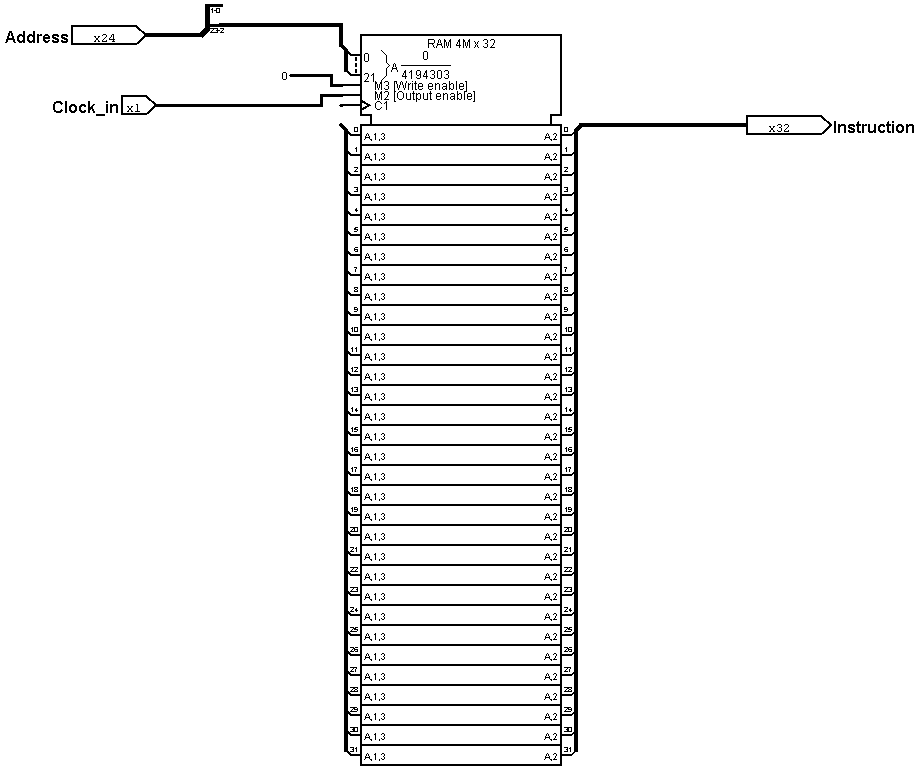 1-0
23-2
Address x24
RAM 4M x 32
0 A 0
21 4194303
0 M3 [Write enable]
M2 [Output enable]
Clock_in x1 C1
x32 Instruction
0 A,1,3 A,2 0
1 A,1,3 A,2 1
2 A,1,3 A,2 2
3 A,1,3 A,2 3
4 A,1,3 A,2 4
5 A,1,3 A,2 5
6 A,1,3 A,2 6
7 A,1,3 A,2 7
8 A,1,3 A,2 8
9 A,1,3 A,2 9
10 A,1,3 A,2 10
11 A,1,3 A,2 11
12 A,1,3 A,2 12
13 A,1,3 A,2 13
14 A,1,3 A,2 14
15 A,1,3 A,2 15
16 A,1,3 A,2 16
17 A,1,3 A,2 17
18 A,1,3 A,2 18
19 A,1,3 A,2 19
20 A,1,3 A,2 20
21 A,1,3 A,2 21
22 A,1,3 A,2 22
23 A,1,3 A,2 23
24 A,1,3 A,2 24
25 A,1,3 A,2 25
26 A,1,3 A,2 26
27 A,1,3 A,2 27
28 A,1,3 A,2 28
29 A,1,3 A,2 29
30 A,1,3 A,2 30
31 A,1,3 A,2 31